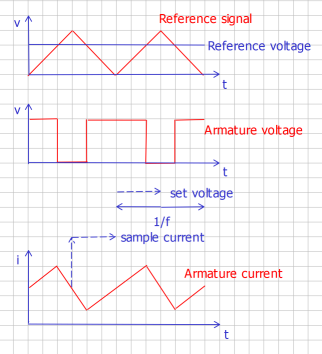 v
Reference signal
Reference voltage
t
v
Armature voltage
t
set voltage
1/f
sample current
i
Armature current
t